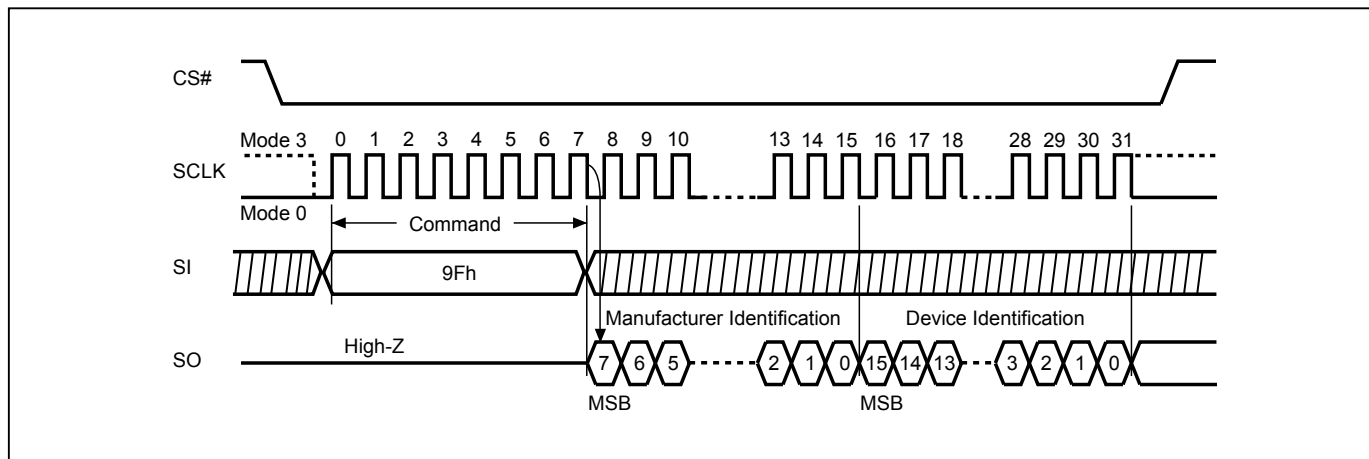 CS#
Mode 3 0 1 2 3 4 5 6 7 8 9 10 13 14 15 16 17 18 28 29 30 31
SCLK
Mode 0
Command
SI 9Fh
Manufacturer Identification Device Identification
High-Z
SO 7 6 5 2 1 0 15 14 13 3 2 1 0
MSB MSB